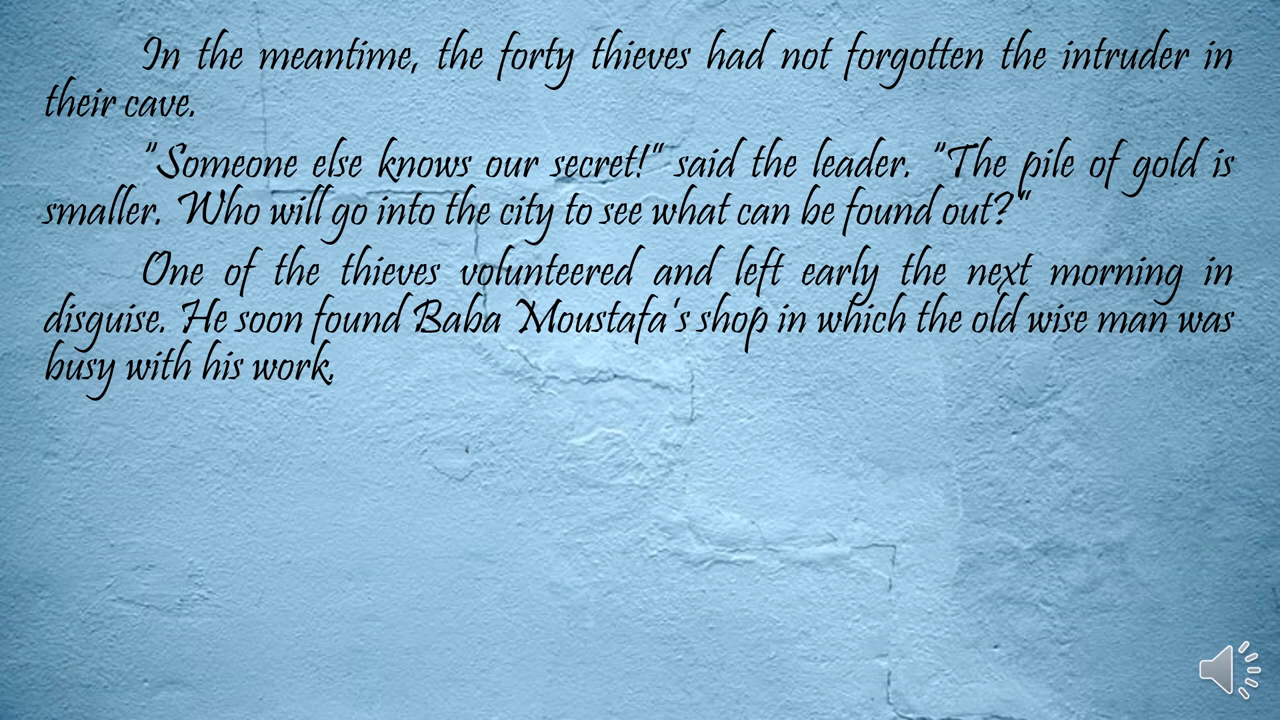 In the meantime, the forty thieves had not forgotten the intruder in
their cave.
"Someone else knows our secret!" said the leader. "The pile of gold is
smaller. Who will go into the city to see what can be found out?"
One of the thieves volunteered and left early the next morning in
disguise. He soon found Baba Moustafa's shop in which the old wise man was
busy with his work.